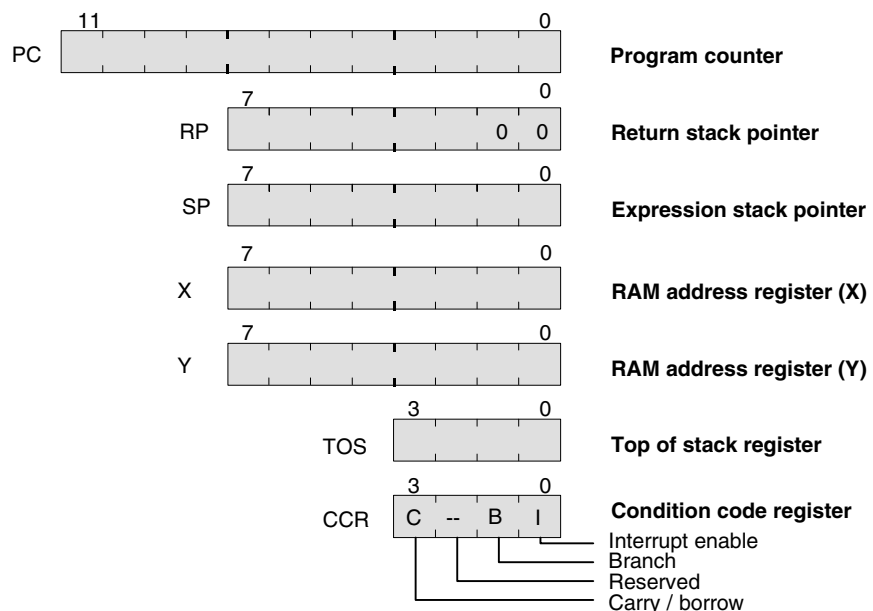 11 0
PC Program counter
7 0
RP 0 0 Return stack pointer
7 0
SP Expression stack pointer
7 0
X RAM address register (X)
7 0
Y RAM address register (Y)
3 0
TOS Top of stack register
3 0
CCR C -- B I Condition code register
Interrupt enable
Branch
Reserved
Carry / borrow